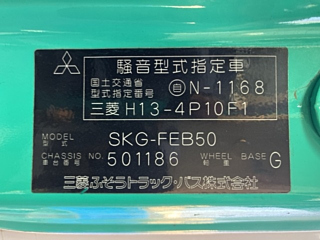 騒音型式指定車
国土交通省
型式指定番号 自 N-1168
三菱 H13-4P10F1
MODEL 型式 SKG-FEB50
CHASSIS NO. 車台番号 501186 WHEEL BASE 軸距 G
三菱ふそうトラック・バス株式会社